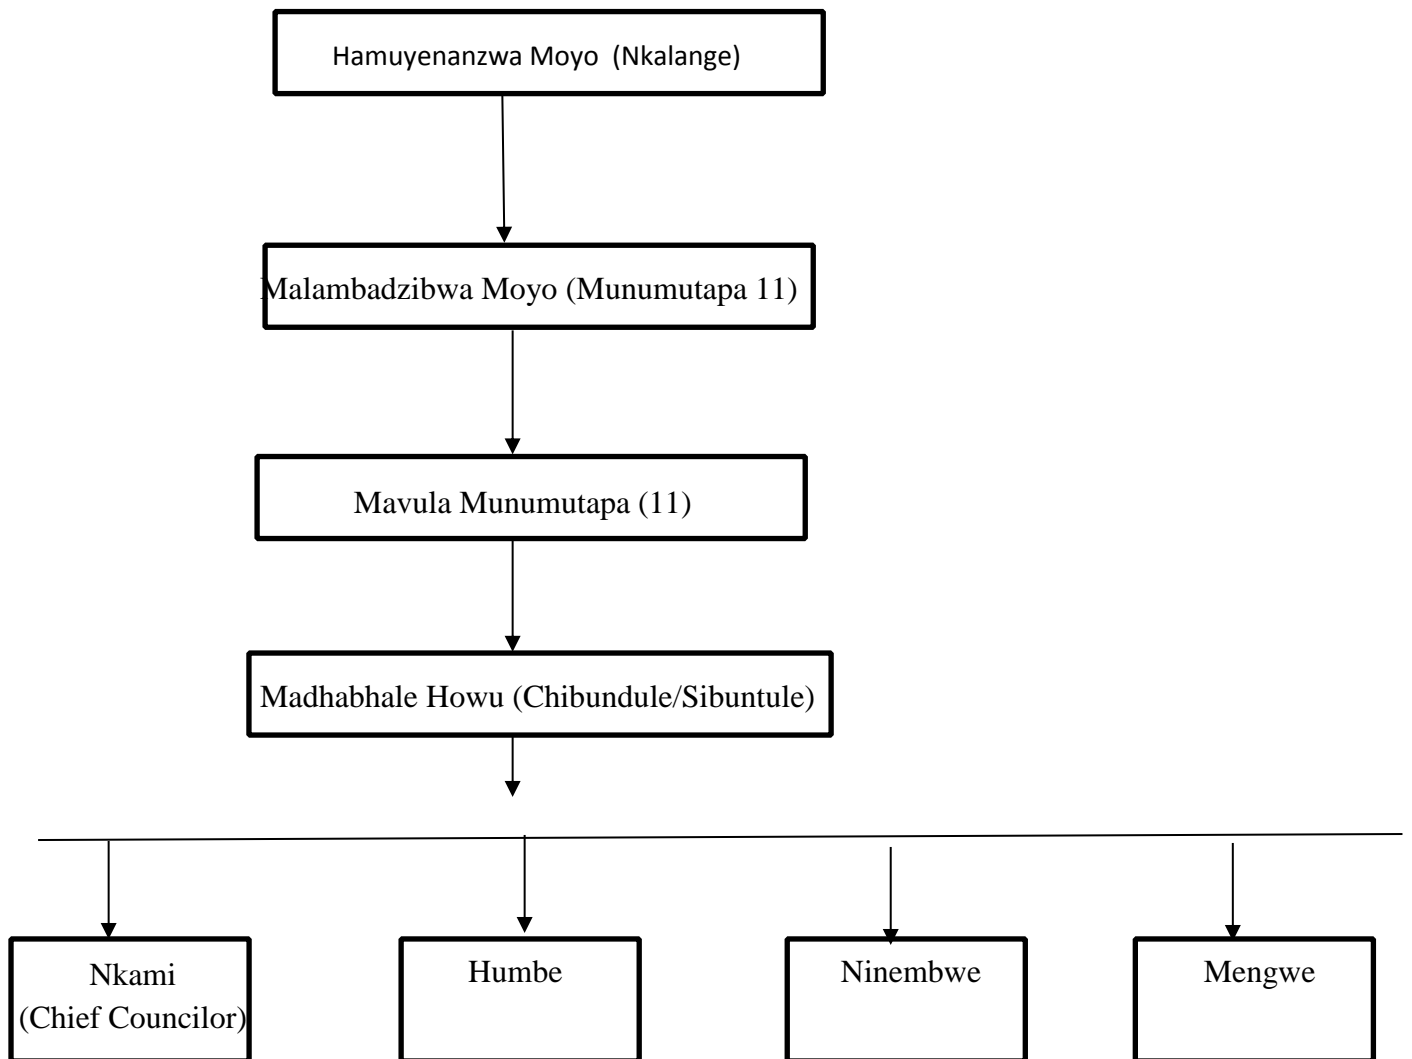 Hamuyenanzwa Moyo (Nkalange)
Malambadzibwa Moyo (Munumutapa 11)
Mavula Munumutapa (11)
Madhabhale Howu (Chibundule/Sibuntule)
Nkami
(Chief Councilor)
Humbe
Ninembwe
Mengwe